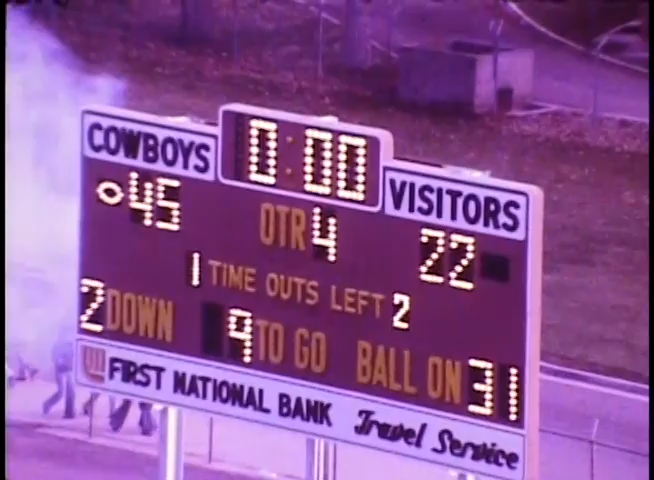 COWBOYS 0:00 VISITORS
45 QTR 4 22
1 TIME OUTS LEFT 2
2 DOWN 9 TO GO BALL ON 31
FIRST NATIONAL BANK Travel Service